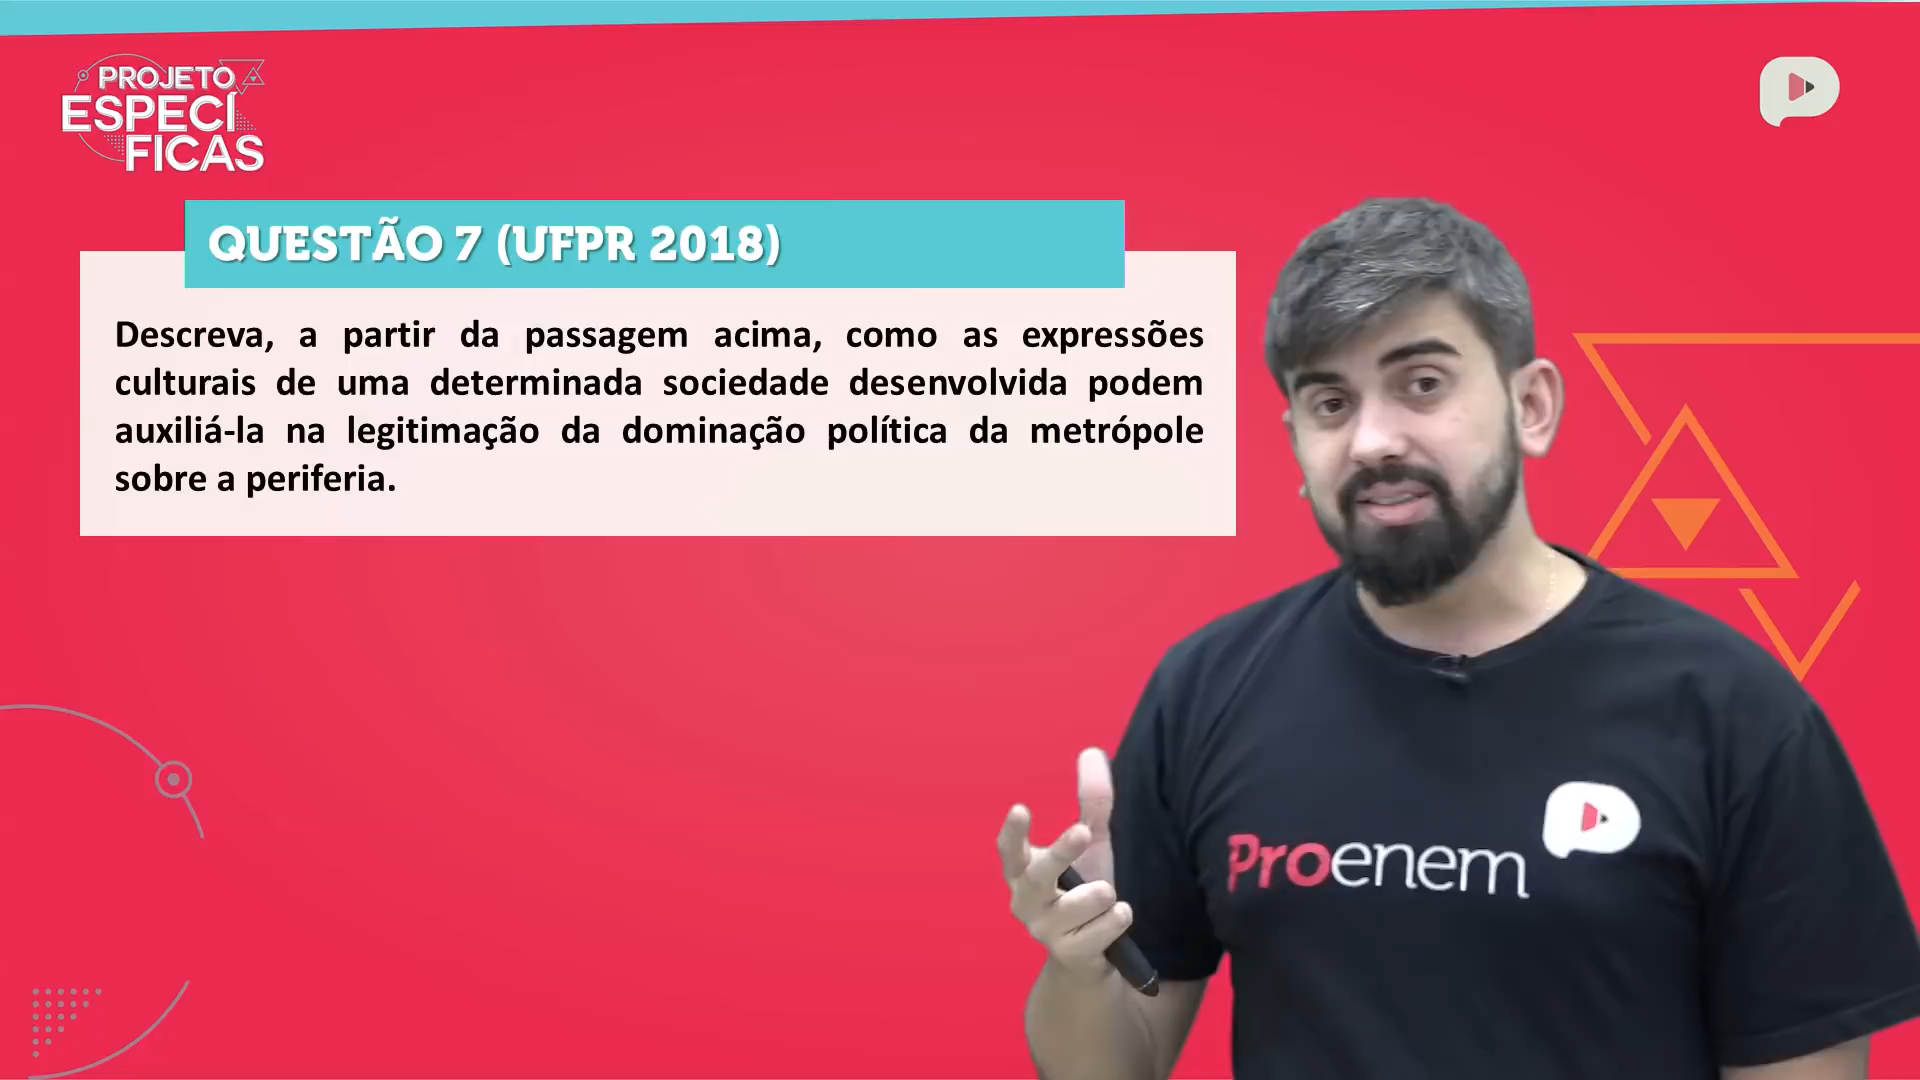 PROJETO
ESPECÍ
FICAS
QUESTÃO 7 (UFPR 2018)
Descreva, a partir da passagem acima, como as expressões
culturais de uma determinada sociedade desenvolvida podem
auxiliá-la na legitimação da dominação política da metrópole
sobre a periferia.
Proenem